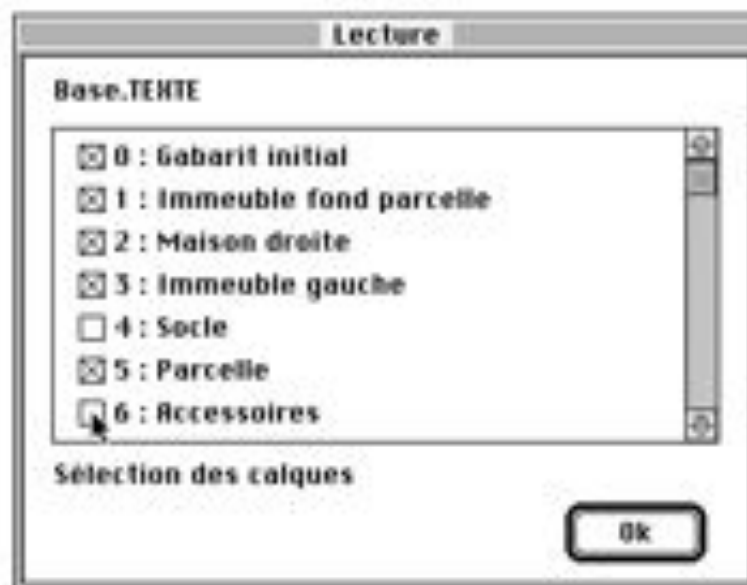 Lecture
Base.TEXTE
0 : Gabarit initial
1 : Immeuble fond parcelle
2 : Maison droite
3 : Immeuble gauche
4 : Socle
5 : Parcelle
6 : Accessoires
Sélection des calques
Ok